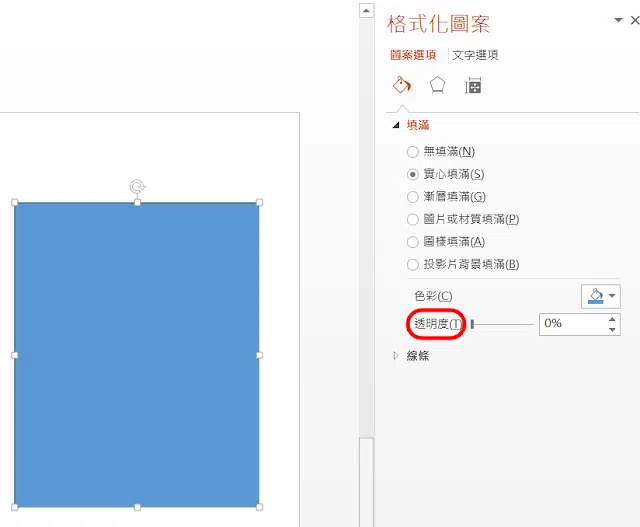 格式化圖案
圖案選項 文字選項
填滿
無填滿(N)
實心填滿(S)
漸層填滿(G)
圖片或材質填滿(P)
圖樣填滿(A)
投影片背景填滿(B)
色彩(C)
透明度(T) 0%
線條